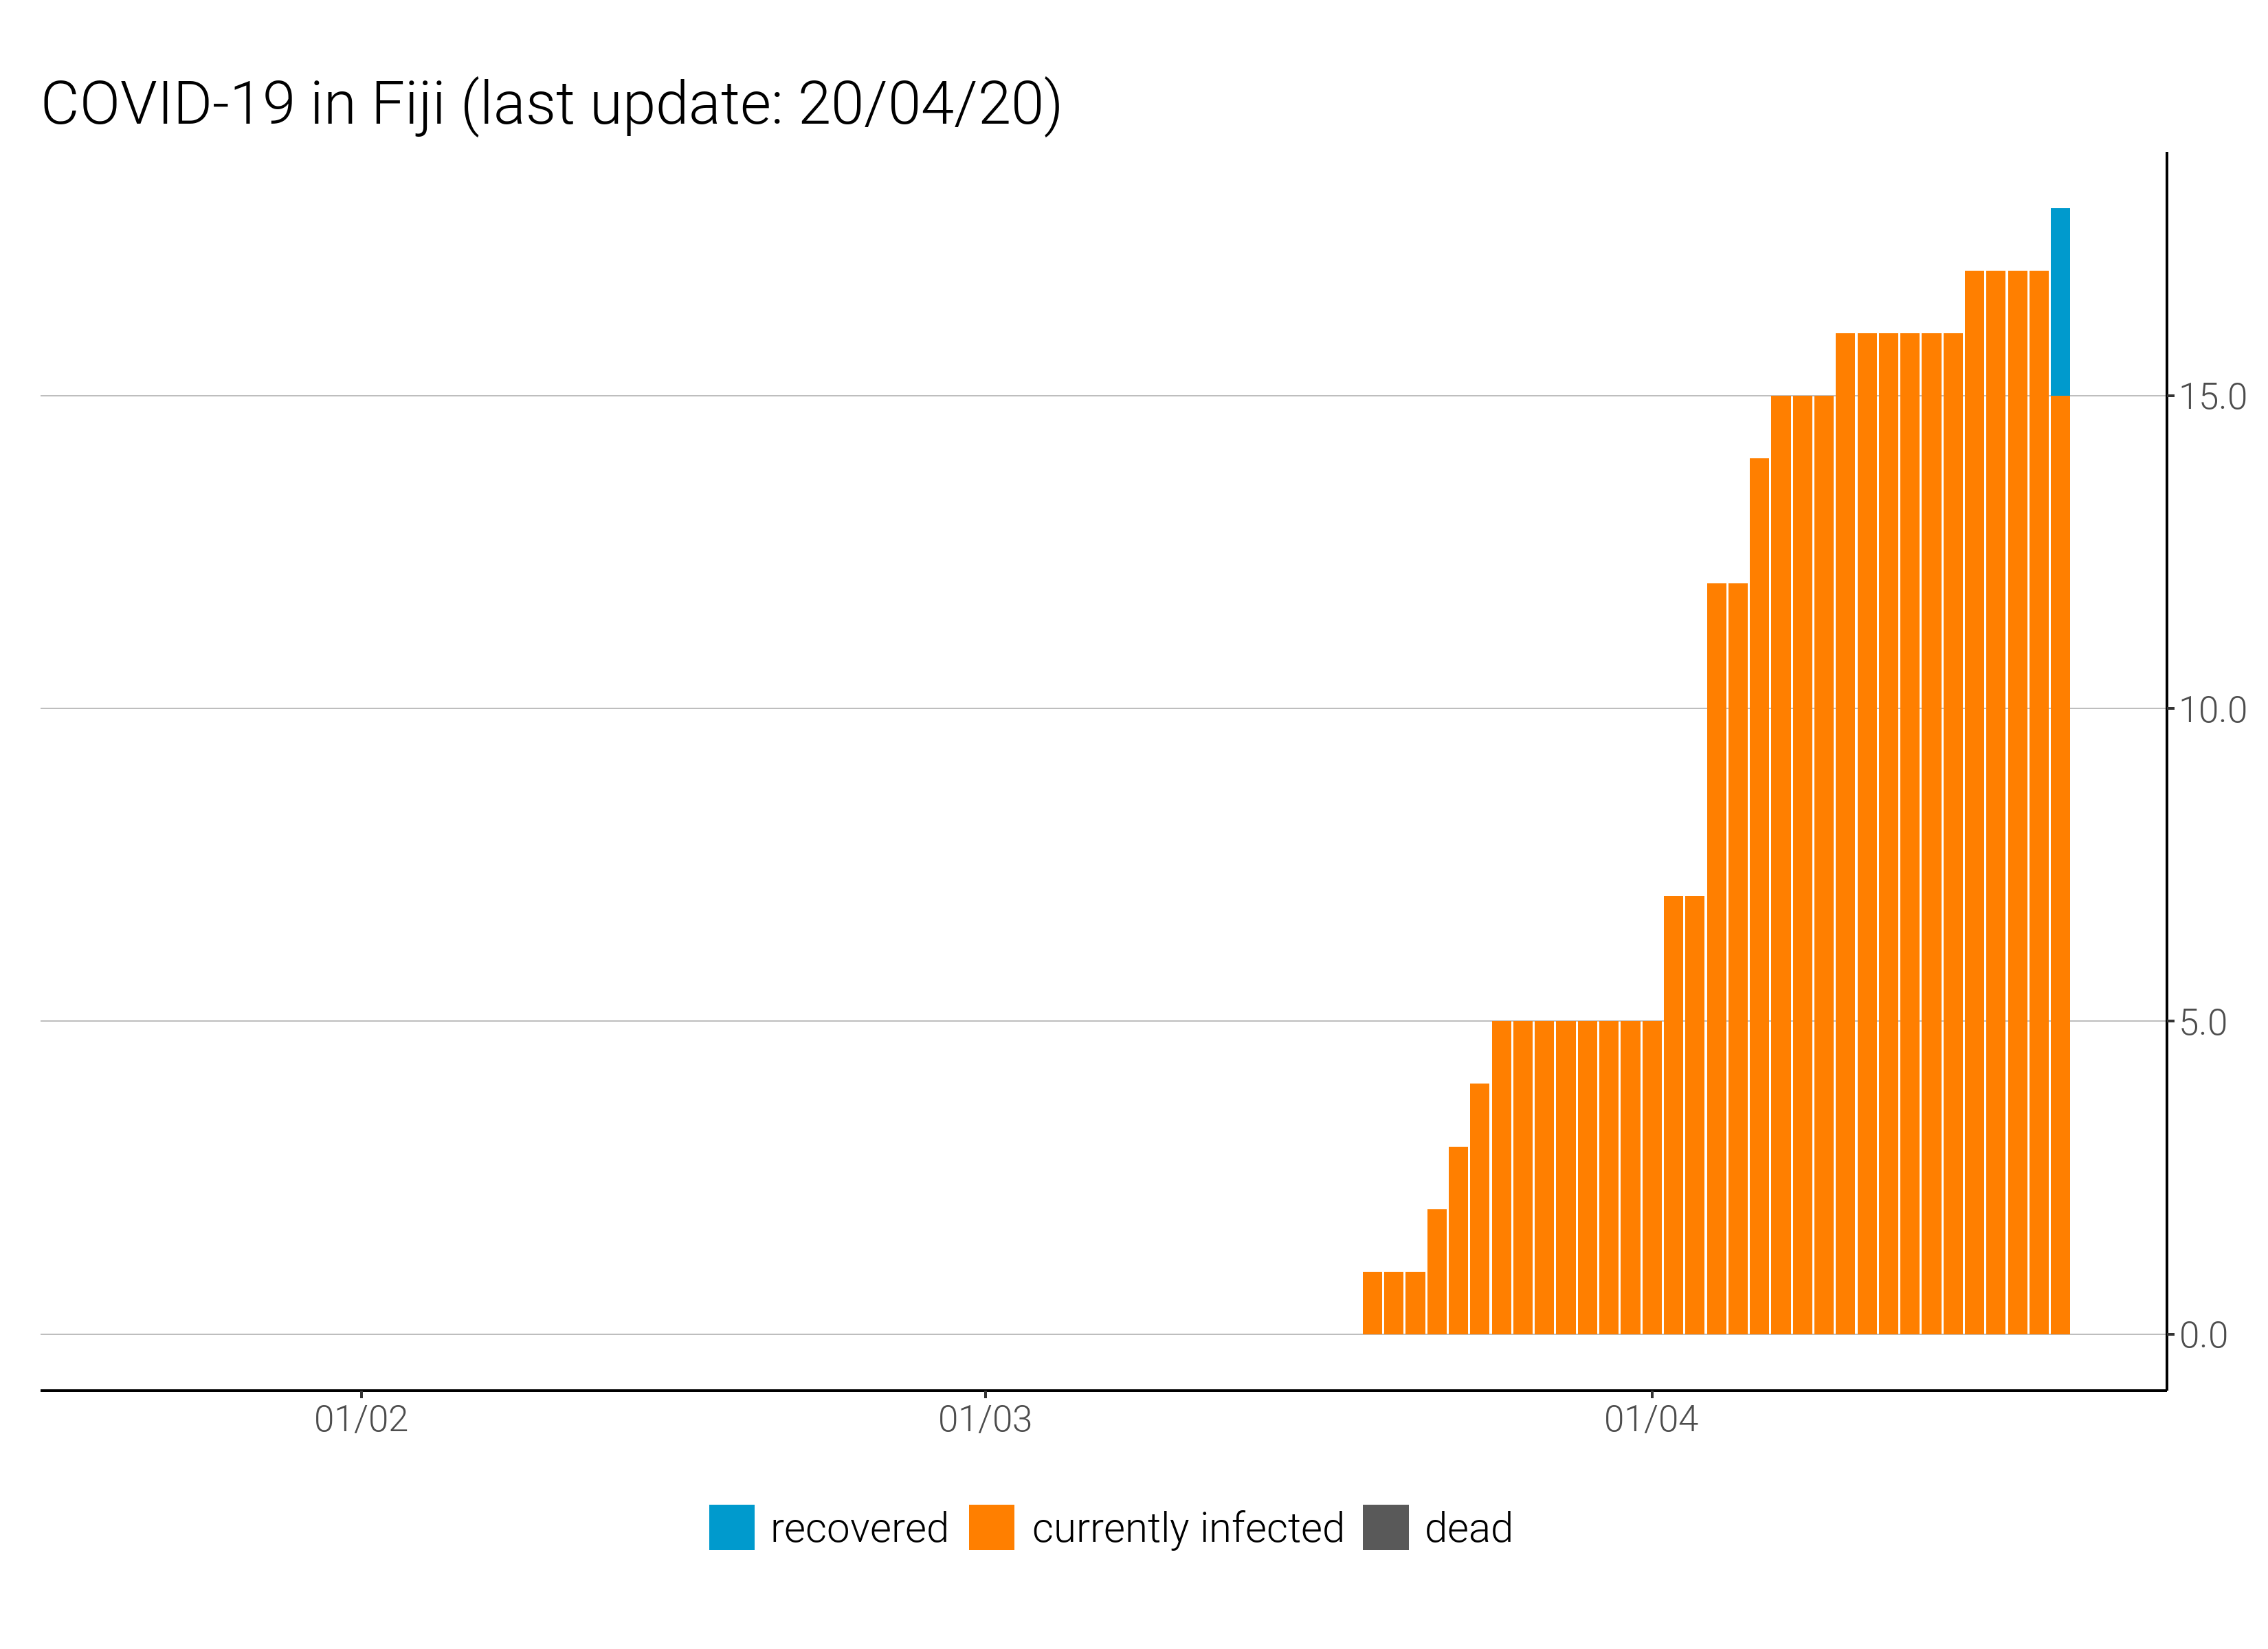 COVID-19 in Fiji (last update: 20/04/20)
15.0
10.0
5.0
0.0
01/02 01/03 01/04
recovered currently infected dead